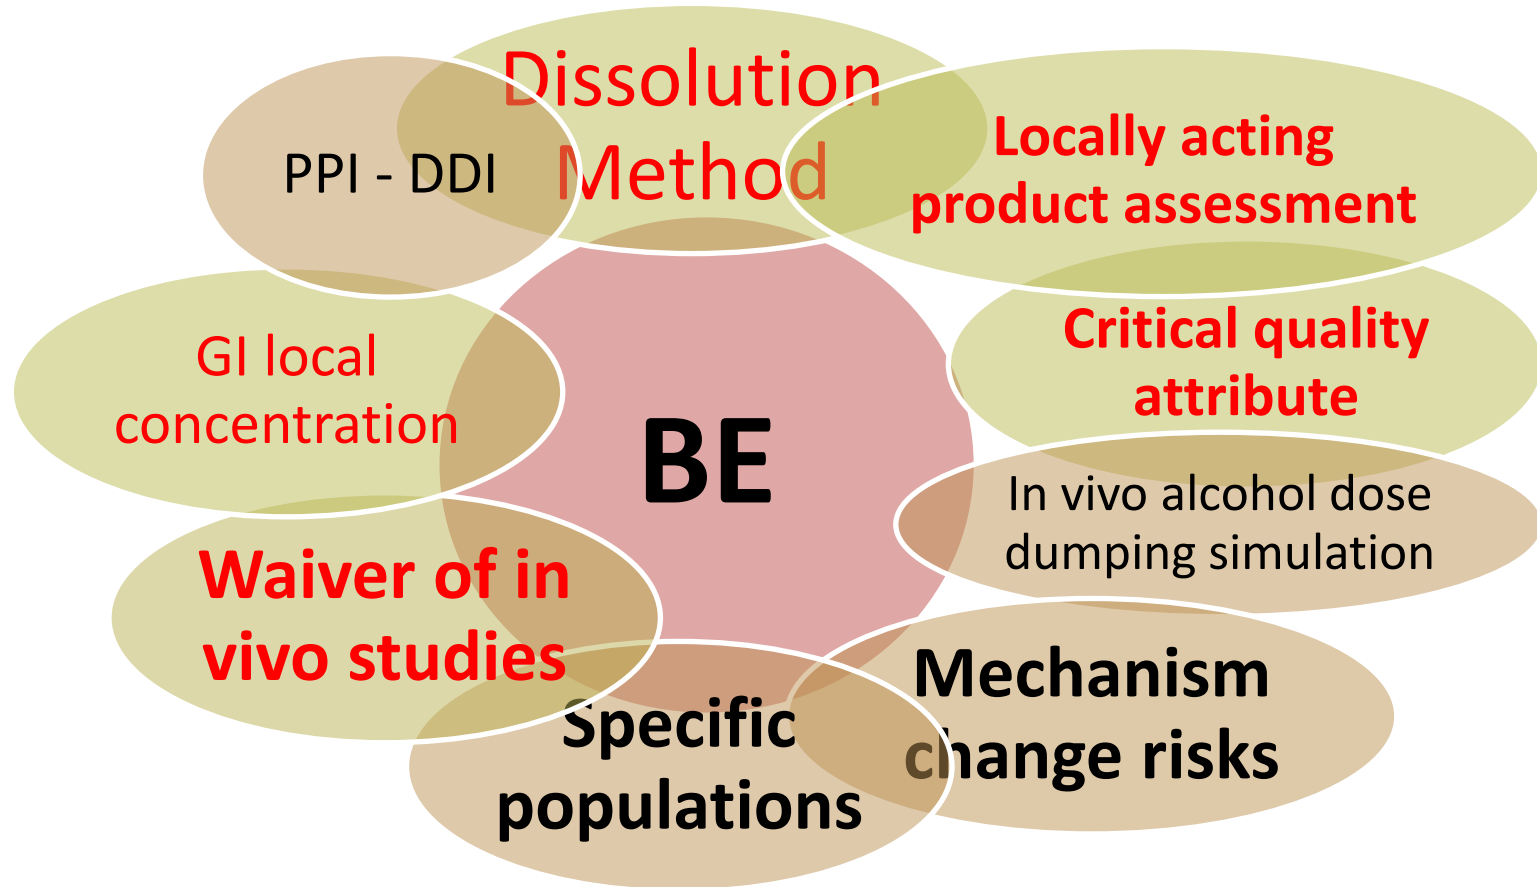 Dissolution
Method
Locally acting
product assessment
PPI - DDI
Critical quality
attribute
GI local
concentration
BE
In vivo alcohol dose
dumping simulation
Waiver of in
vivo studies
Mechanism
change risks
Specific
populations